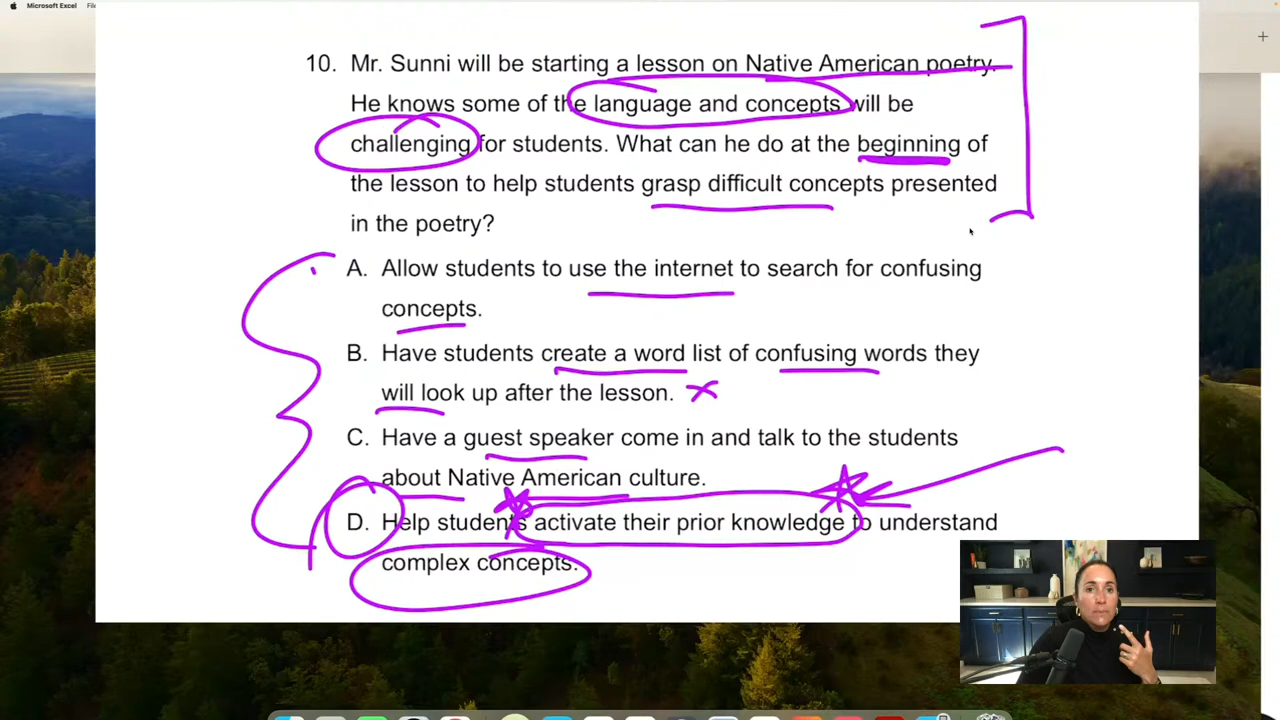 Microsoft Excel
10. Mr. Sunni will be starting a lesson on Native American poetry.
He knows some of the language and concepts will be
challenging for students. What can he do at the beginning of
the lesson to help students grasp difficult concepts presented
in the poetry?
A. Allow students to use the internet to search for confusing
concepts.
B. Have students create a word list of confusing words they
will look up after the lesson.
C. Have a guest speaker come in and talk to the students
about Native American culture.
D. Help students activate their prior knowledge to understand
complex concepts.